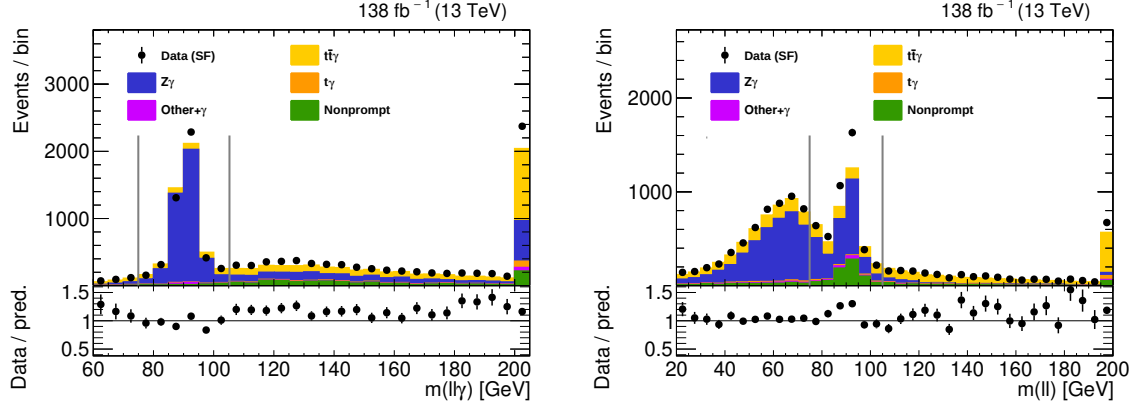 138 fb⁻¹ (13 TeV)
Events / bin
3000
2000
1000
Data (SF)
Zγ
Other+γ
tt̄γ
tγ
Nonprompt
Data / pred.
1.5
1
0.5
60 80 100 120 140 160 180 200
m(llγ) [GeV]
138 fb⁻¹ (13 TeV)
Events / bin
2000
1000
Data (SF)
Zγ
Other+γ
tt̄γ
tγ
Nonprompt
Data / pred.
1.5
1
0.5
20 40 60 80 100 120 140 160 180 200
m(ll) [GeV]